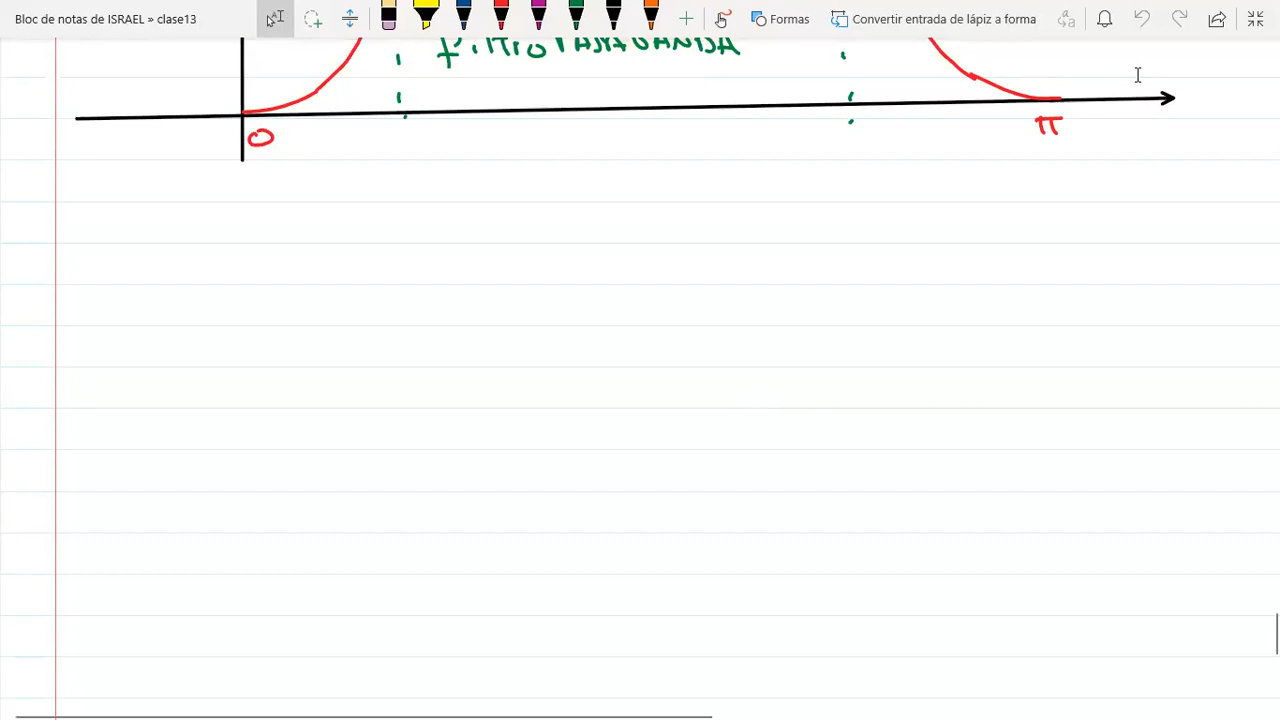 Bloc de notas de ISRAEL » clase13
Formas
Convertir entrada de lápiz a forma
0
π